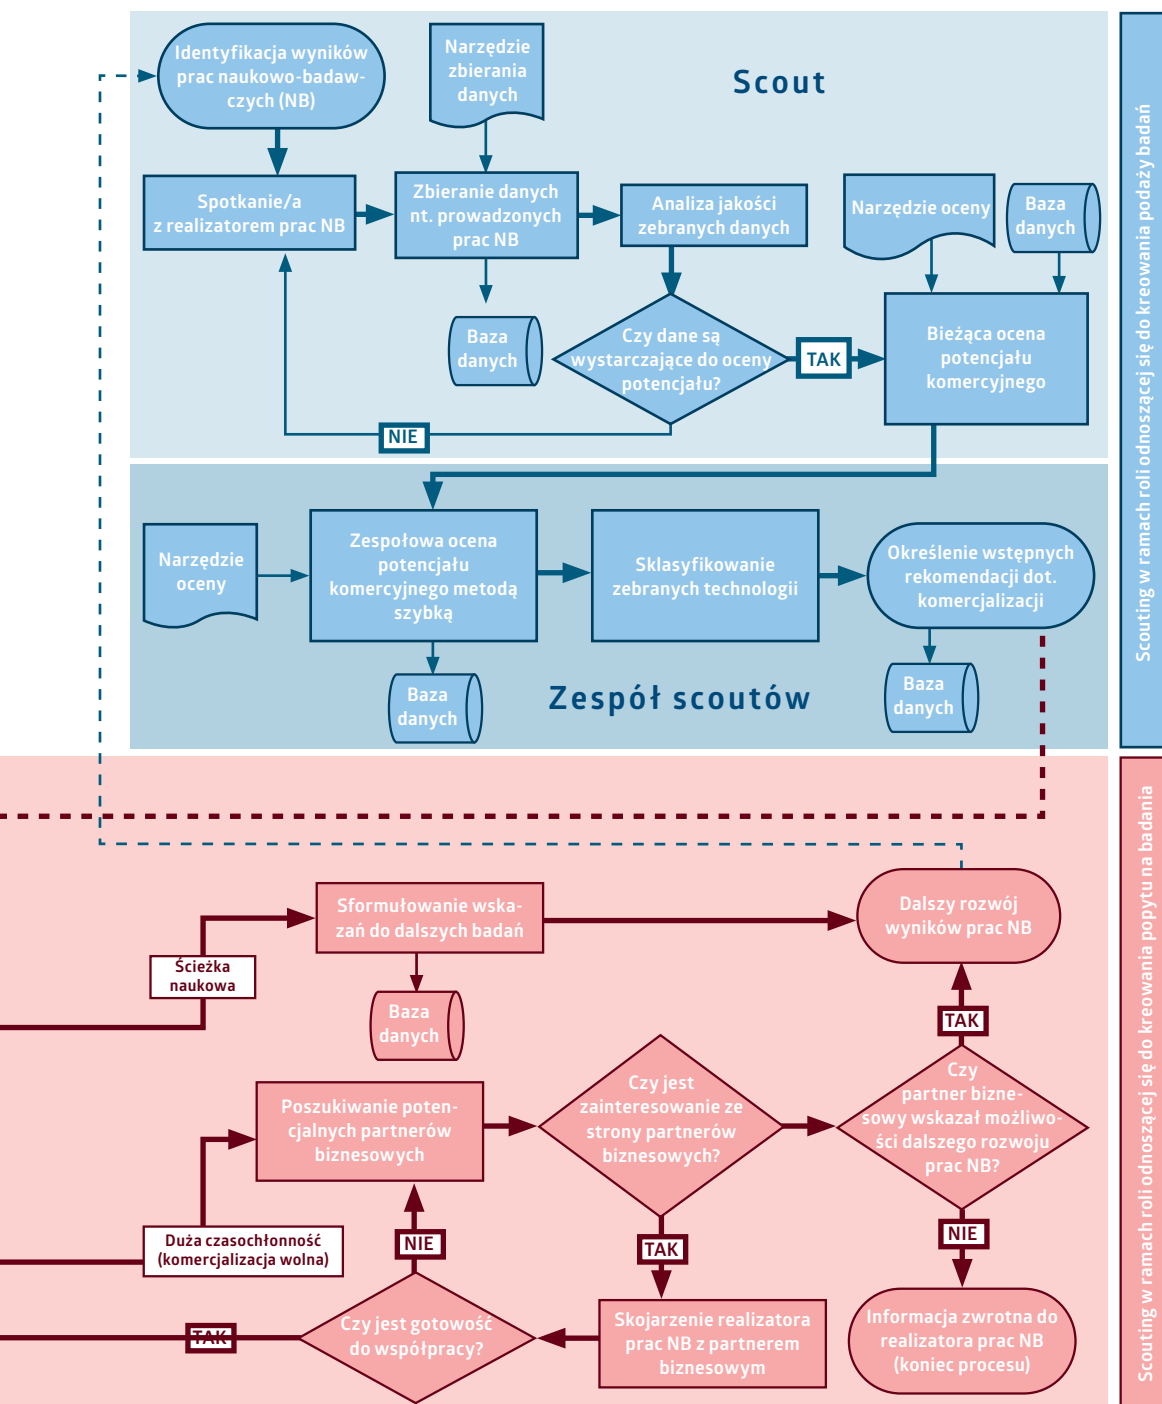 Identyfikacja wyników
prac naukowo-badaw-
czych (NB)
Narzędzie
zbierania
danych
Scout
Spotkanie/a
z realizatorem prac NB
Zbieranie danych
nt. prowadzonych
prac NB
Analiza jakości
zebranych danych
Narzędzie oceny
Baza
danych
Baza
danych
Czy dane są
wystarczające do oceny
potencjału?
TAK
Bieżąca ocena
potencjału
komercyjnego
NIE
Scouting w ramach roli odnoszącej się do kreowania podaży badań
Narzędzie
oceny
Zespołowa ocena
potencjału
komercyjnego metodą
szybką
Sklasyfikowanie
zebranych technologii
Określenie wstępnych
rekomendacji dot.
komercjalizacji
Baza
danych
Zespół scoutów
Baza
danych
Sformułowanie wska-
zań do dalszych badań
Dalszy rozwój
wyników prac NB
Ścieżka
naukowa
Baza
danych
TAK
Poszukiwanie poten-
cjalnych partnerów
biznesowych
Czy jest
zainteresowanie ze
strony partnerów
biznesowych?
Czy
partner bizne-
sowy wskazał możliwo-
ści dalszego rozwoju
prac NB?
Duża czasochłonność
(komercjalizacja wolna)
NIE
TAK
NIE
TAK
Czy jest gotowość
do współpracy?
Skojarzenie realizatora
prac NB z partnerem
biznesowym
Informacja zwrotna do
realizatora prac NB
(koniec procesu)
Scouting w ramach roli odnoszącej się do kreowania popytu na badania